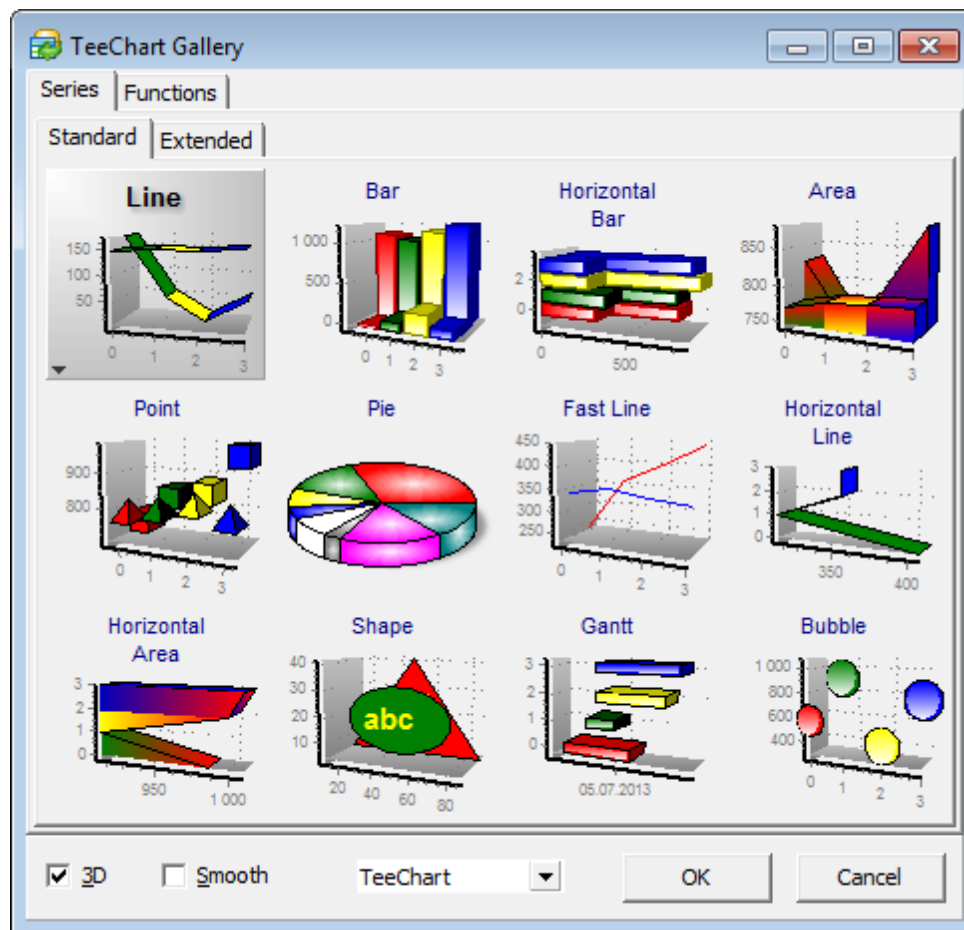 TeeChart Gallery
Series Functions
Standard Extended
Line
150
100
50
0 1 2 3
Bar
1 000
500
0
0 1 2 3
Horizontal
Bar
2
0
0 500
Area
850
800
750
0 1 2 3
Point
900
800
0 1 2 3
Pie
Fast Line
450
400
350
300
250
0 1 2 3
Horizontal
Line
3
2
1
0
350 400
Horizontal
Area
3
2
1
0
950 1 000
Shape
40
30
20
10
abc
20 40 60 80
Gantt
3
2
1
0
05.07.2013
Bubble
1 000
800
600
400
0 1 2 3
3D Smooth TeeChart OK Cancel